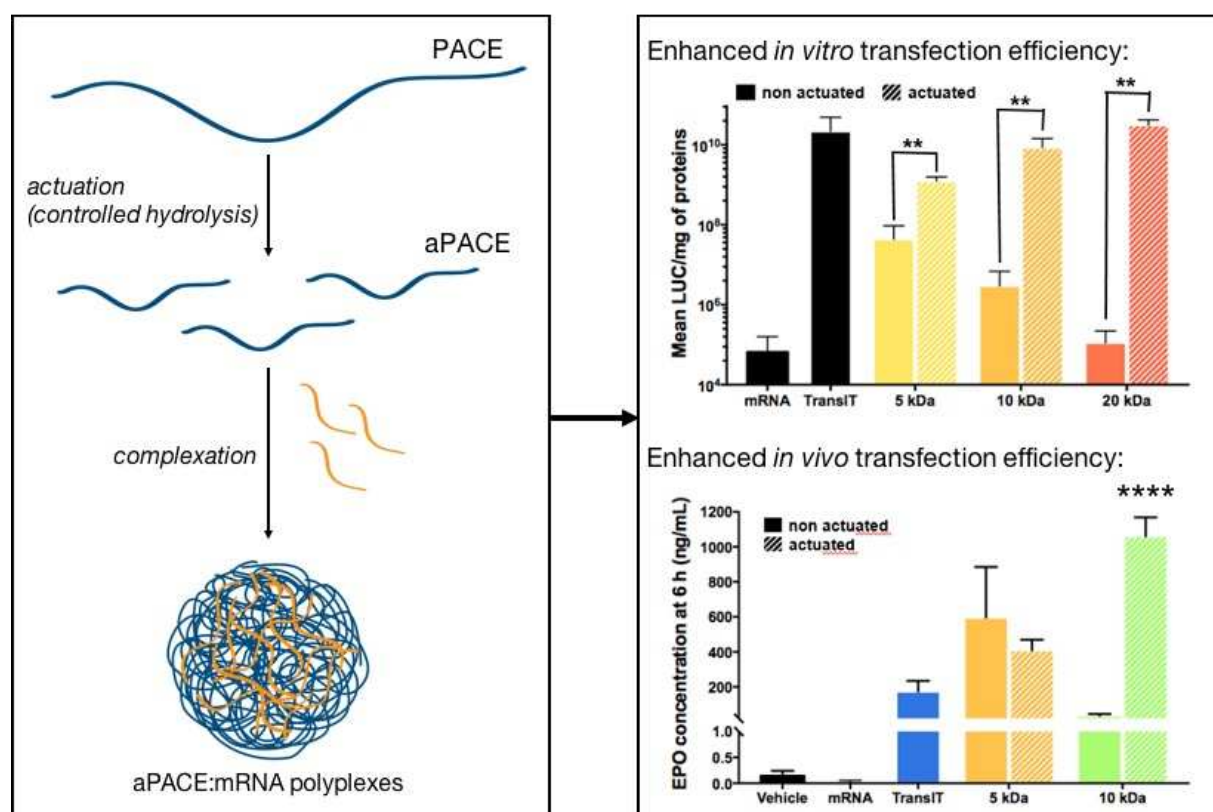 PACE
actuation
(controlled hydrolysis)
aPACE
complexation
aPACE:mRNA polyplexes
Enhanced in vitro transfection efficiency:
non actuated actuated
** ** **
Mean LUC/mg of proteins
10¹⁰
10⁸
10⁶
10⁴
mRNA TransIT 5 kDa 10 kDa 20 kDa
Enhanced in vivo transfection efficiency:
****
non actuated
actuated
EPO concentration at 6 h (ng/mL)
1200
1000
800
600
400
200
1.0
0.5
0.0
Vehicle mRNA TransIT 5 kDa 10 kDa